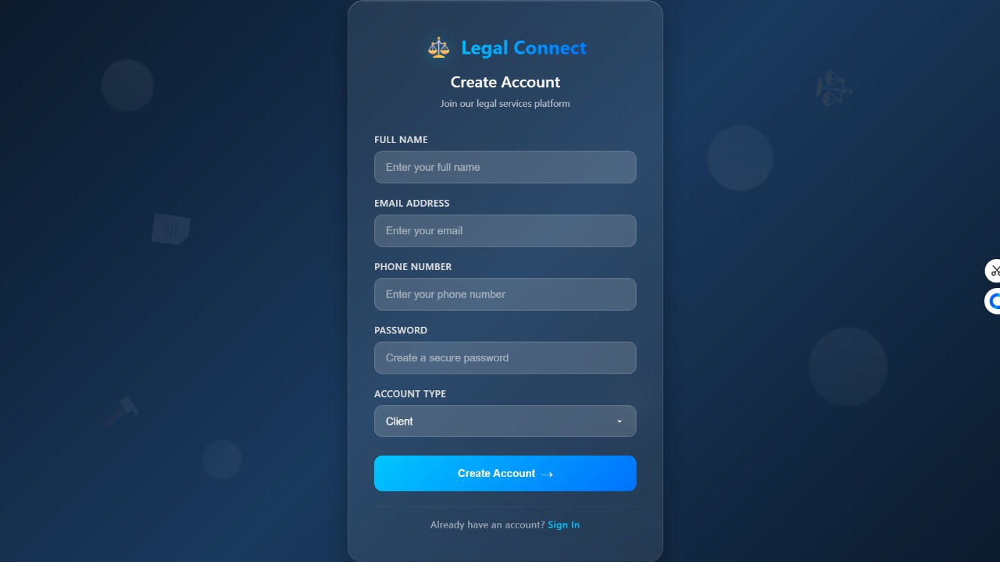 Legal Connect
Create Account
Join our legal services platform
FULL NAME
Enter your full name
EMAIL ADDRESS
Enter your email
PHONE NUMBER
Enter your phone number
PASSWORD
Create a secure password
ACCOUNT TYPE
Client
Create Account →
Already have an account? Sign In